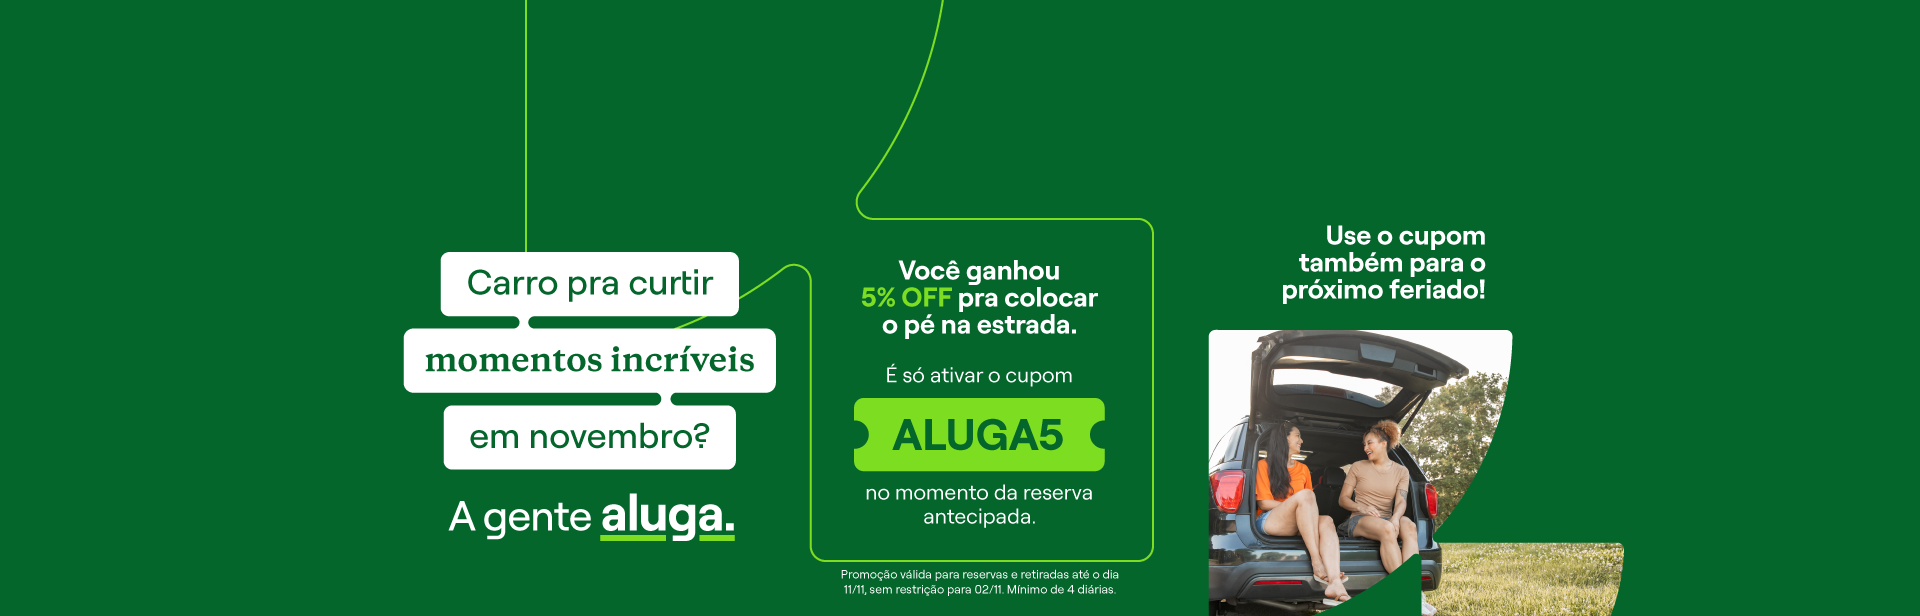 Carro pra curtir
momentos incríveis
em novembro?
A gente aluga.
Você ganhou
5% OFF pra colocar
o pé na estrada.
É só ativar o cupom
ALUGA5
no momento da reserva
antecipada.
Promoção válida para reservas e retiradas até o dia
11/11, sem restrição para 02/11. Mínimo de 4 diárias.
Use o cupom
também para o
próximo feriado!